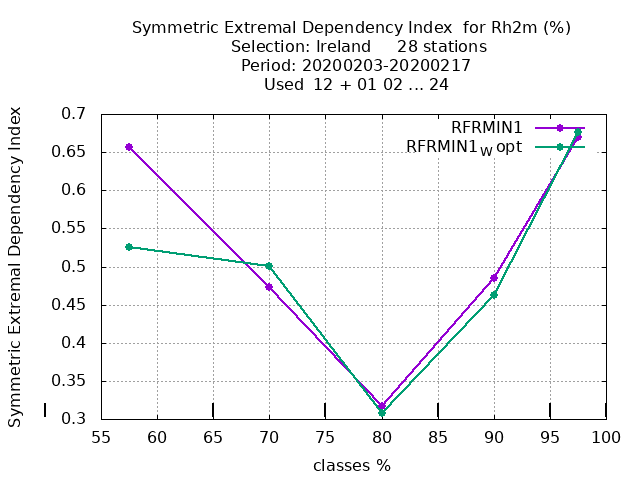 Symmetric Extremal Dependency Index for Rh2m (%)
Selection: Ireland 28 stations
Period: 20200203-20200217
Used 12 + 01 02 ... 24
Symmetric Extremal Dependency Index
0.7
0.65
0.6
0.55
0.5
0.45
0.4
0.35
0.3
RFRMIN1
RFRMIN1W opt
55 60 65 70 75 80 85 90 95 100
classes %